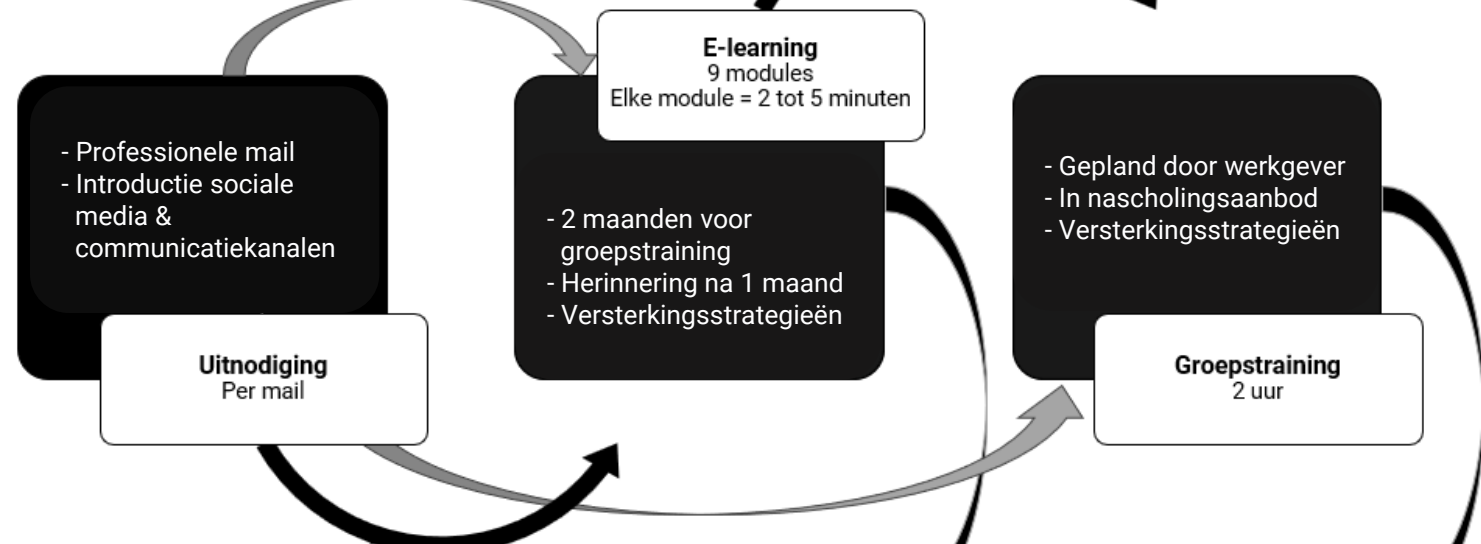 - Professionele mail
- Introductie sociale
media &
communicatiekanalen
Uitnodiging
Per mail
E-learning
9 modules
Elke module = 2 tot 5 minuten
- 2 maanden voor
groepstraining
- Herinnering na 1 maand
- Versterkingsstrategieën
- Gepland door werkgever
- In nascholingsaanbod
- Versterkingsstrategieën
Groepstraining
2 uur